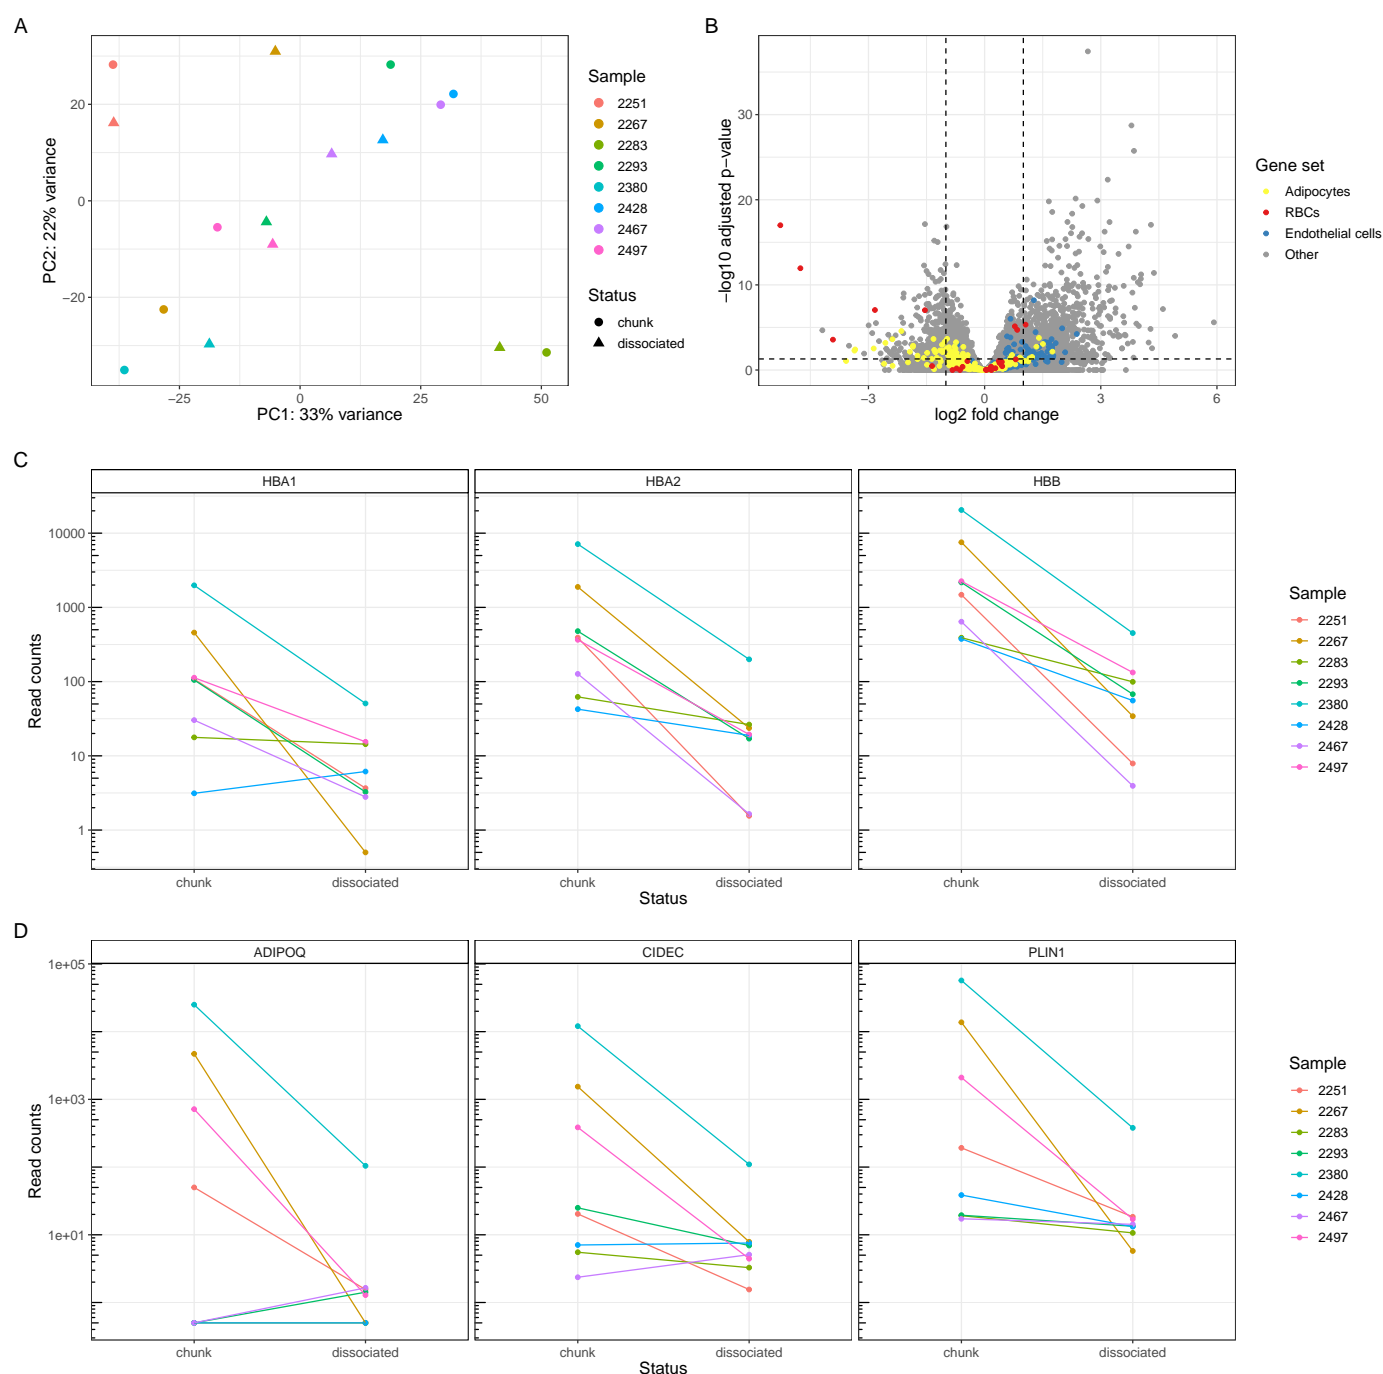 A
20
0
−20
−25
0
25
50
PC2: 22% variance
PC1: 33% variance
Sample
2251
2267
2283
2293
2380
2428
2467
2497
Status
chunk
dissociated
B
30
20
10
0
−3
0
3
6
−log10 adjusted p−value
log2 fold change
Gene set
Adipocytes
RBCs
Endothelial cells
Other
C
HBA1
HBA2
HBB
10000
1000
100
10
1
Read counts
chunk
dissociated
chunk
dissociated
chunk
dissociated
Status
Sample
2251
2267
2283
2293
2380
2428
2467
2497
D
ADIPOQ
CIDEC
PLIN1
1e+05
1e+03
1e+01
Read counts
chunk
dissociated
chunk
dissociated
chunk
dissociated
Status
Sample
2251
2267
2283
2293
2380
2428
2467
2497